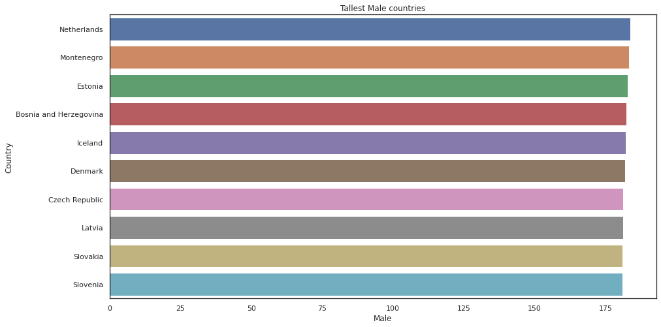 Tallest Male countries
Netherlands
Montenegro
Estonia
Bosnia and Herzegovina
Iceland
Denmark
Czech Republic
Latvia
Slovakia
Slovenia
Country
0 25 50 75 100 125 150 175
Male